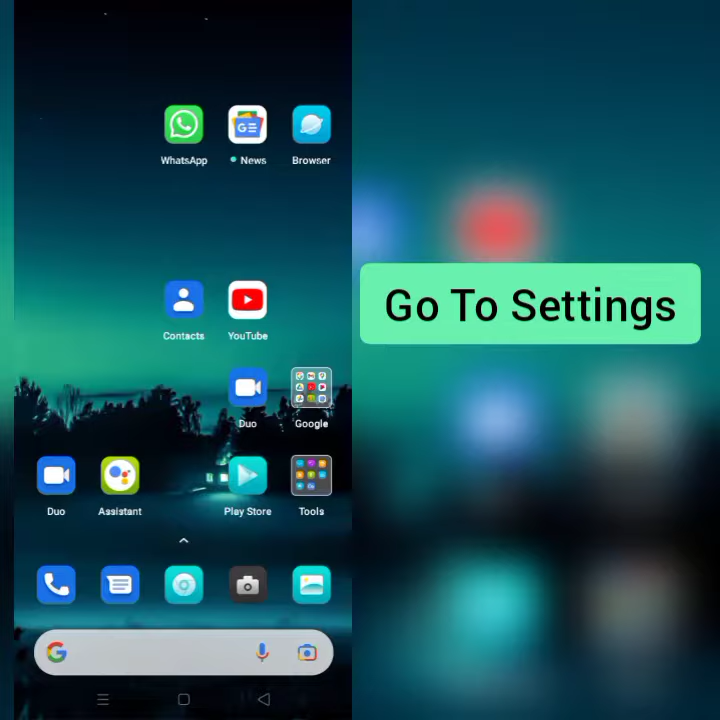 WhatsApp
News
Browser
Contacts
YouTube
Duo
Google
Duo
Assistant
Play Store
Tools
Go To Settings